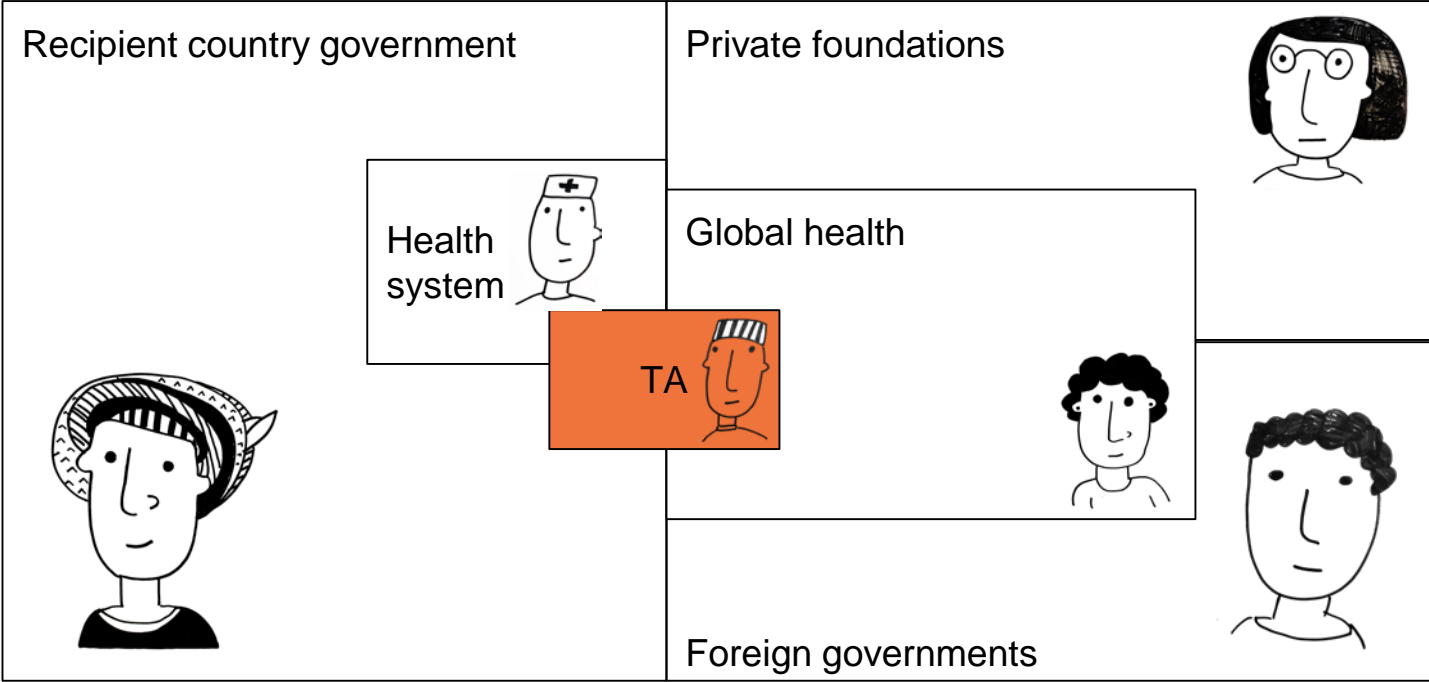 Recipient country government
Private foundations
Health
system
Global health
TA
Foreign governments